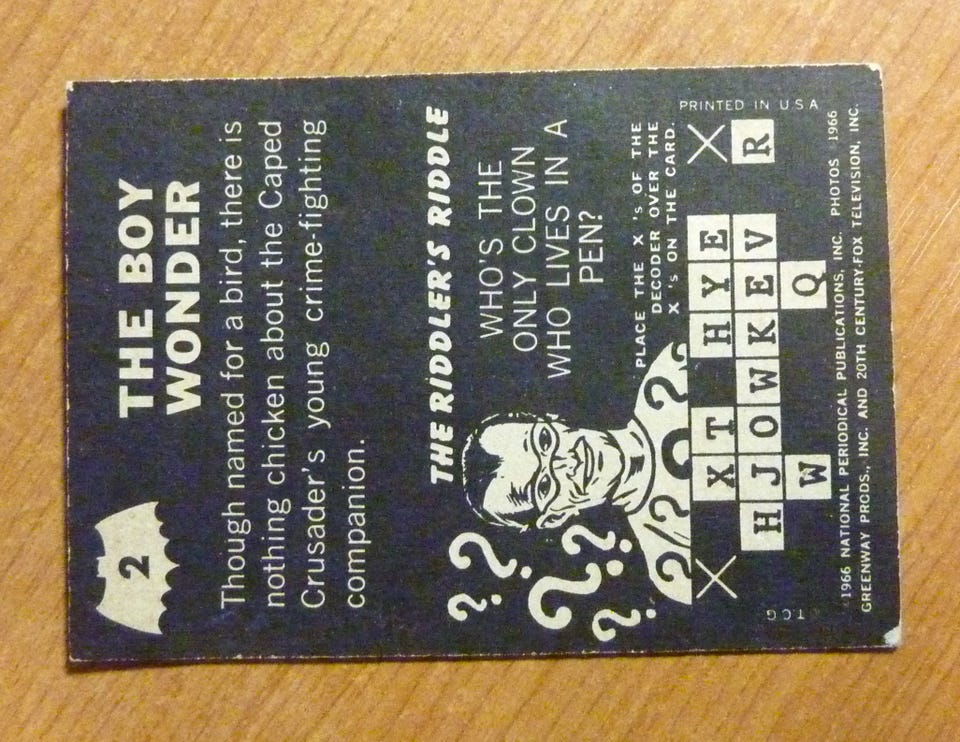 2
THE BOY
WONDER
Though named for a bird, there is
nothing chicken about the Caped
Crusader's young crime-fighting
companion.
THE RIDDLER'S RIDDLE
WHO'S THE
ONLY CLOWN
WHO LIVES IN A
PEN?
PLACE THE X 's OF THE
DECODER OVER THE
X 's ON THE CARD.
X X T H Y E X
H J O W K E V R
W Q
T.C.G. PRINTED IN U S A
©1966 NATIONAL PERIODICAL PUBLICATIONS, INC. PHOTOS 1966
GREENWAY PRODS., INC. AND 20TH CENTURY-FOX TELEVISION, INC.